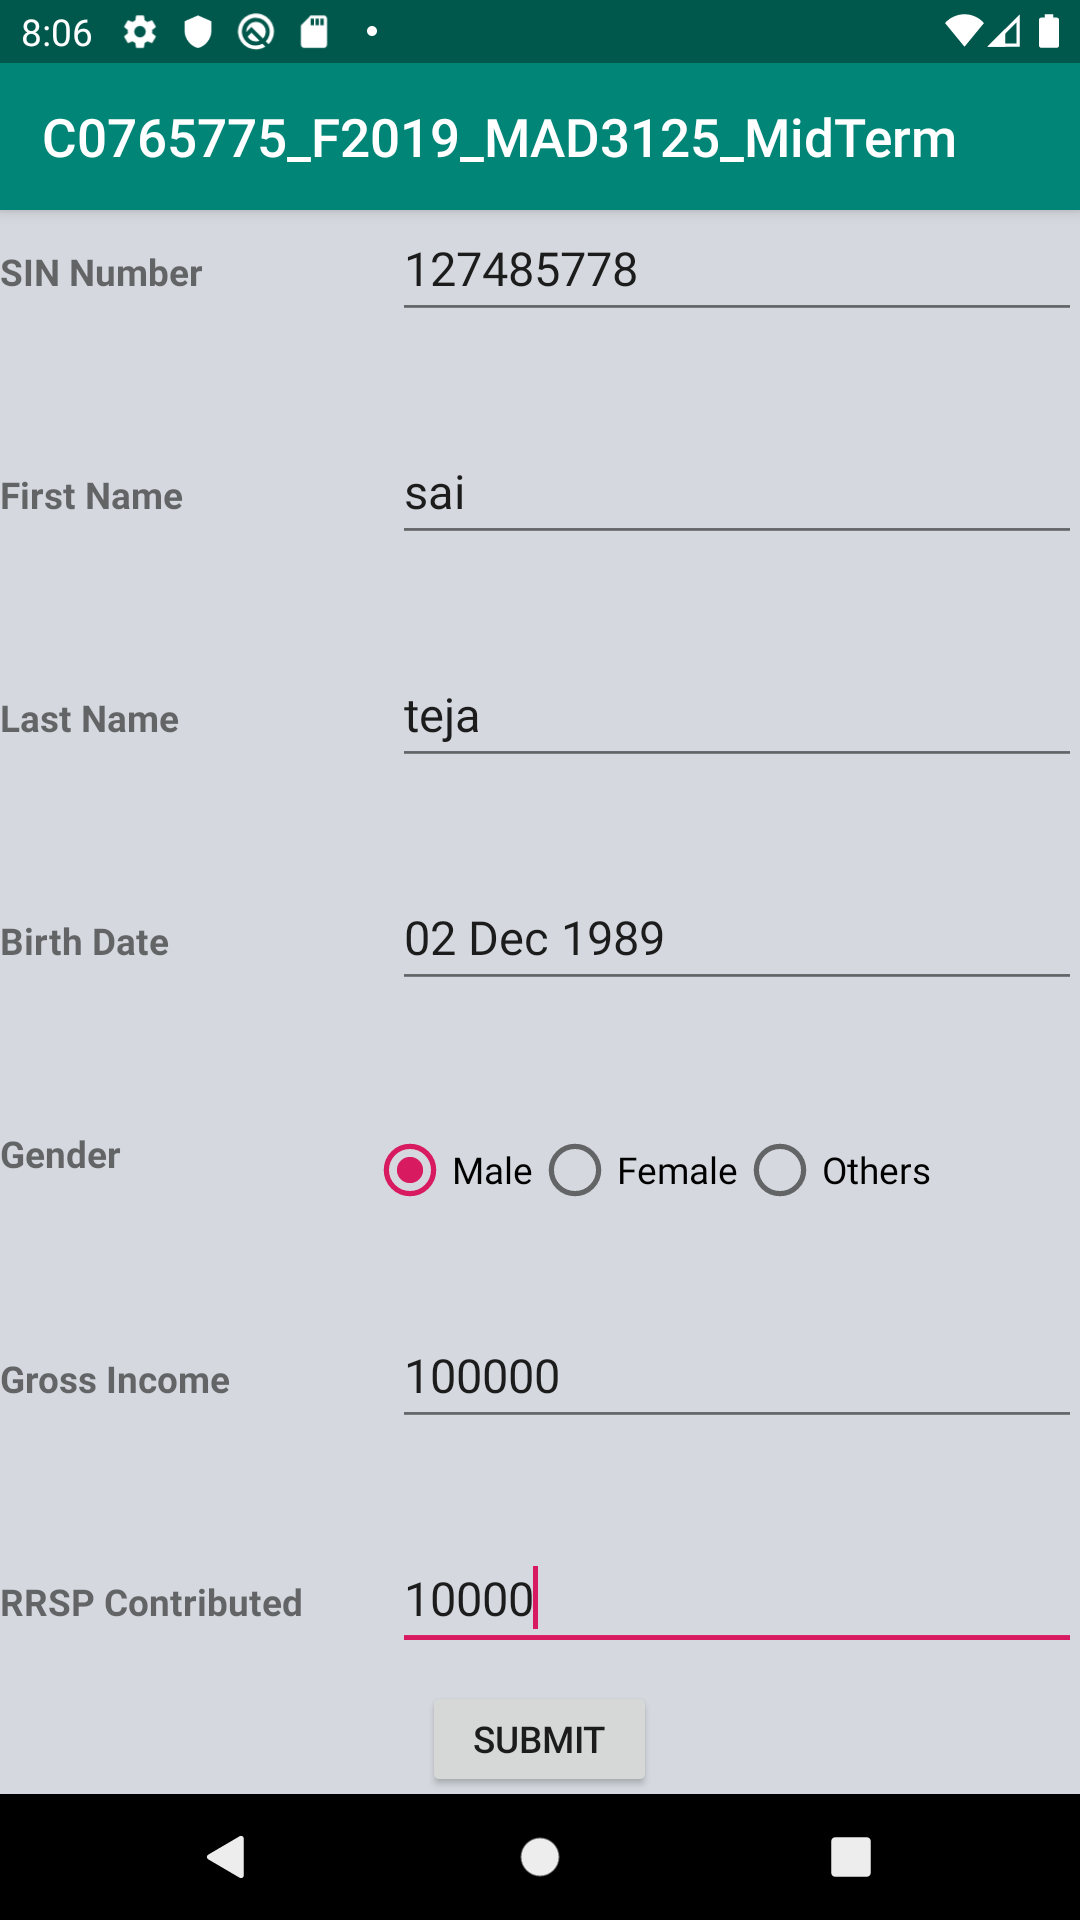 8:06
C0765775_F2019_MAD3125_MidTerm
SIN Number 127485778
First Name sai
Last Name teja
Birth Date 02 Dec 1989
Gender Male Female Others
Gross Income 100000
RRSP Contributed 10000
SUBMIT